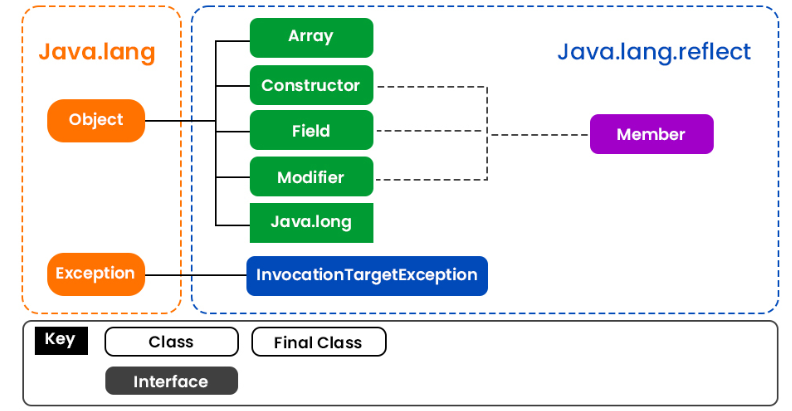 Java.lang
Java.lang.reflect
Array
Constructor
Object
Field
Member
Modifier
Java.long
Exception
InvocationTargetException
Key
Class
Final Class
Interface